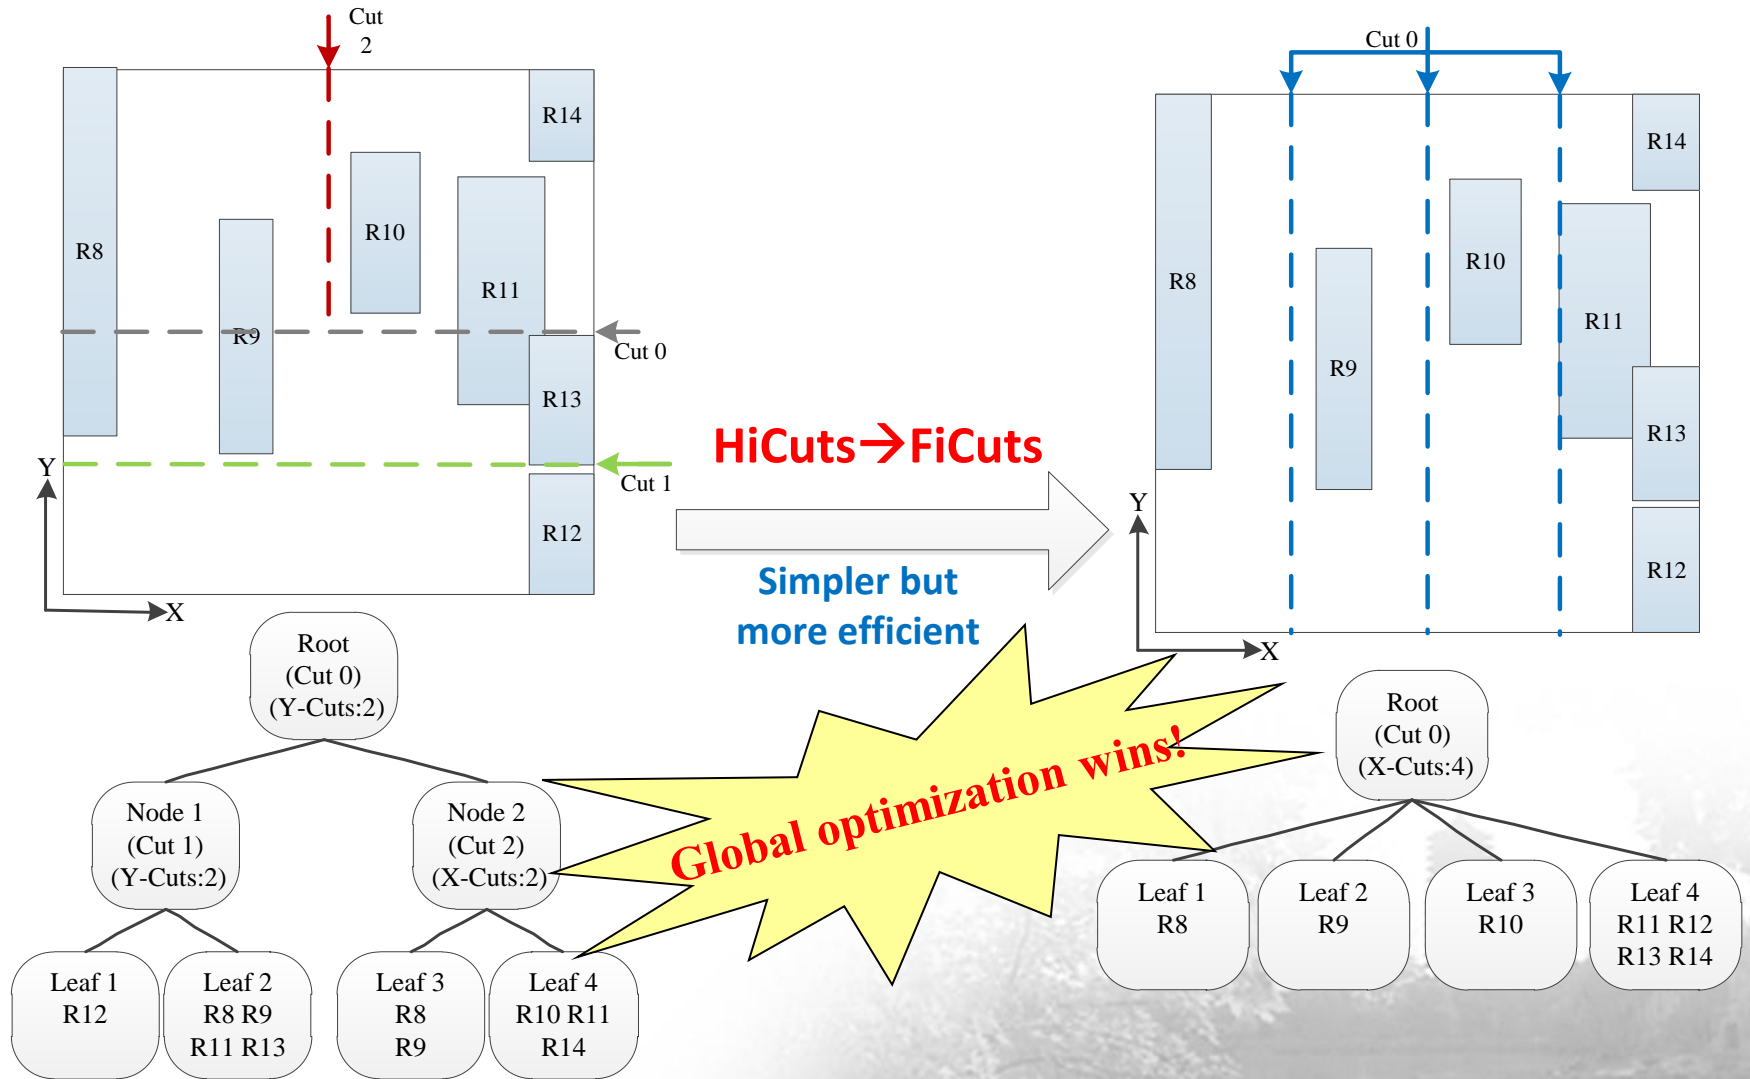 Cut
2
R14
R10
R8
R11
R9
Cut 0
R13
Y
Cut 1
R12
X
HiCuts→FiCuts
Simpler but
more efficient
Cut 0
R14
R10
R8
R11
R9
R13
Y
R12
X
Root
(Cut 0)
(Y-Cuts:2)
Node 1
(Cut 1)
(Y-Cuts:2)
Node 2
(Cut 2)
(X-Cuts:2)
Leaf 1
R12
Leaf 2
R8 R9
R11 R13
Leaf 3
R8
R9
Leaf 4
R10 R11
R14
Global optimization wins!
Root
(Cut 0)
(X-Cuts:4)
Leaf 1
R8
Leaf 2
R9
Leaf 3
R10
Leaf 4
R11 R12
R13 R14